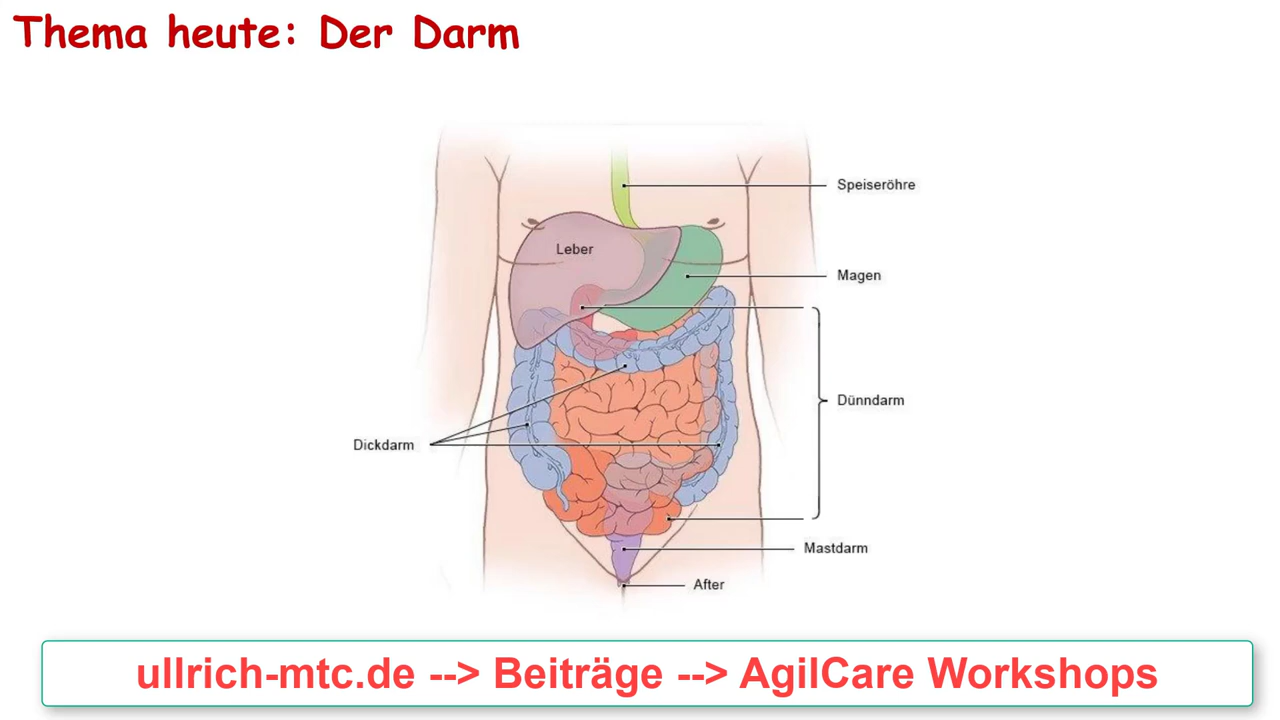 Thema heute: Der Darm
Speiseröhre
Leber
Magen
Dünndarm
Dickdarm
Mastdarm
After
ullrich-mtc.de --> Beiträge --> AgilCare Workshops